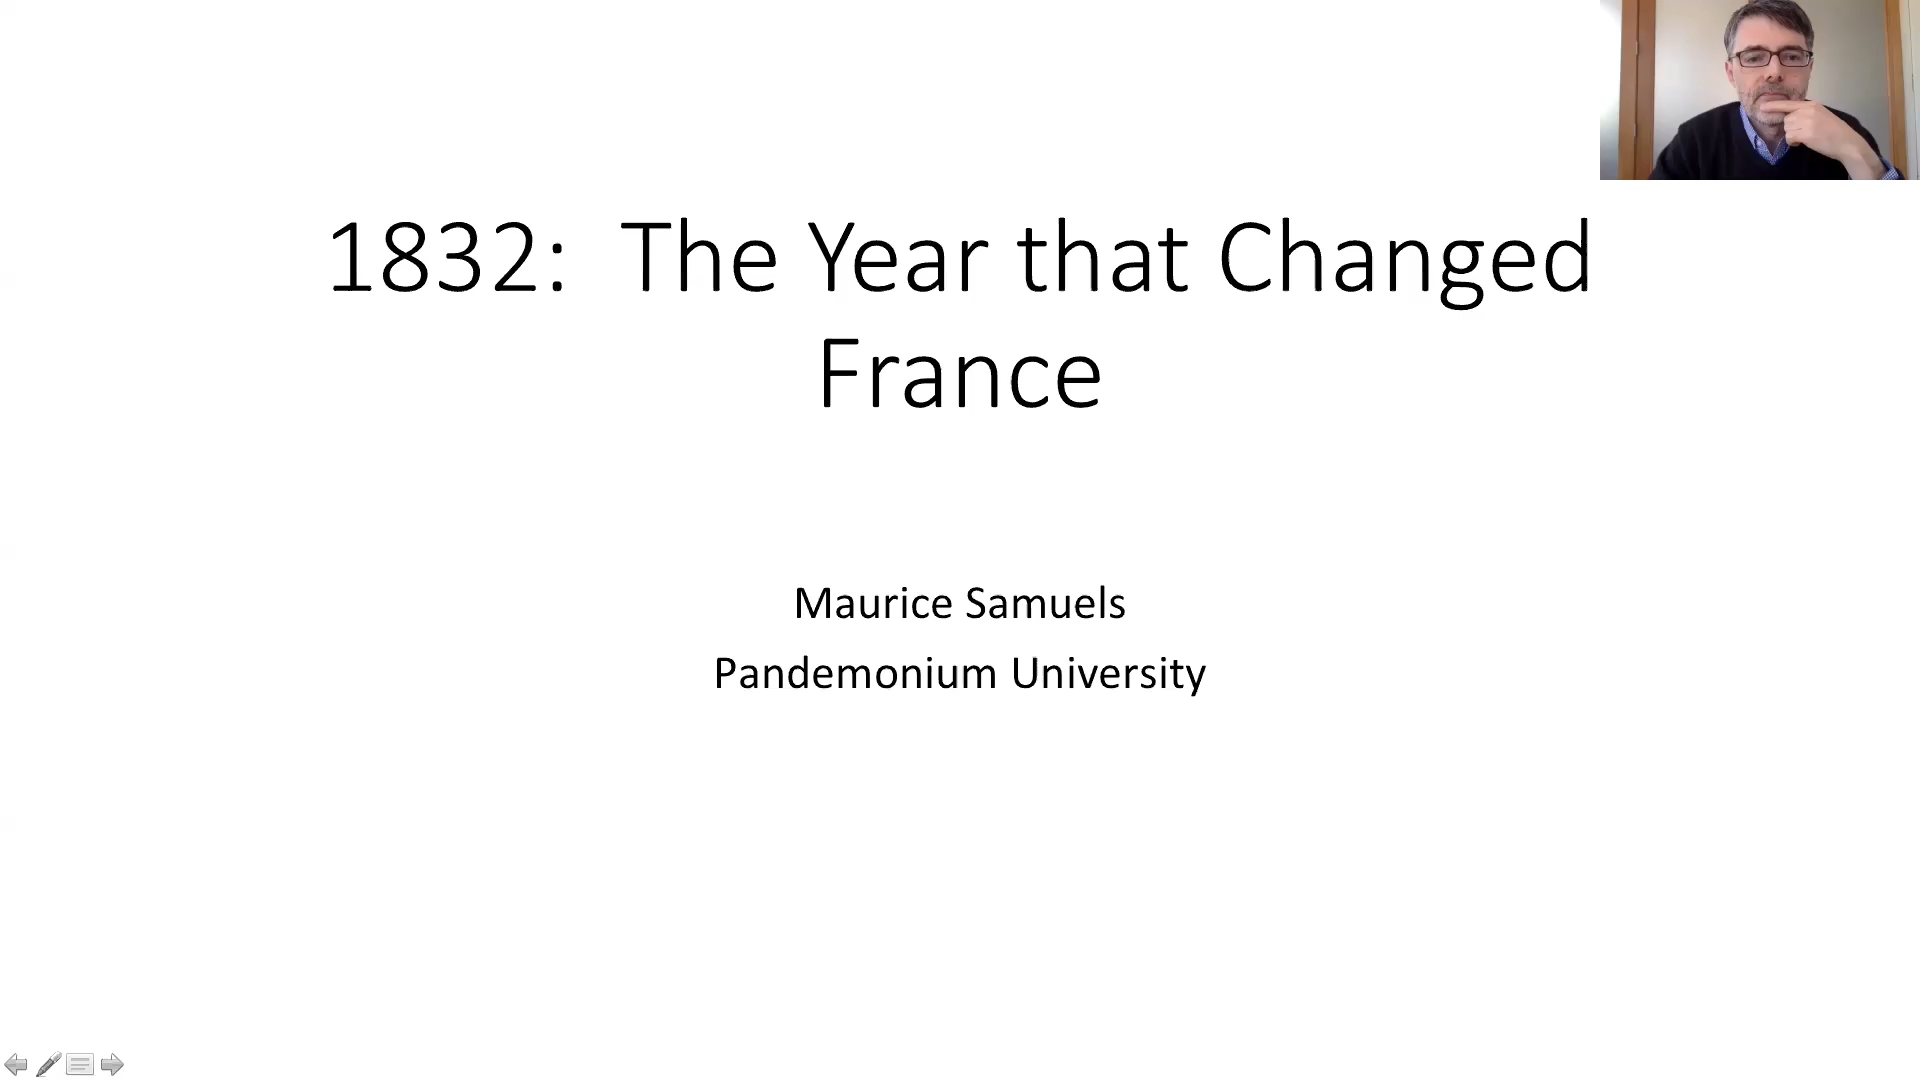 1832:  The Year that Changed
France
Maurice Samuels
Pandemonium University